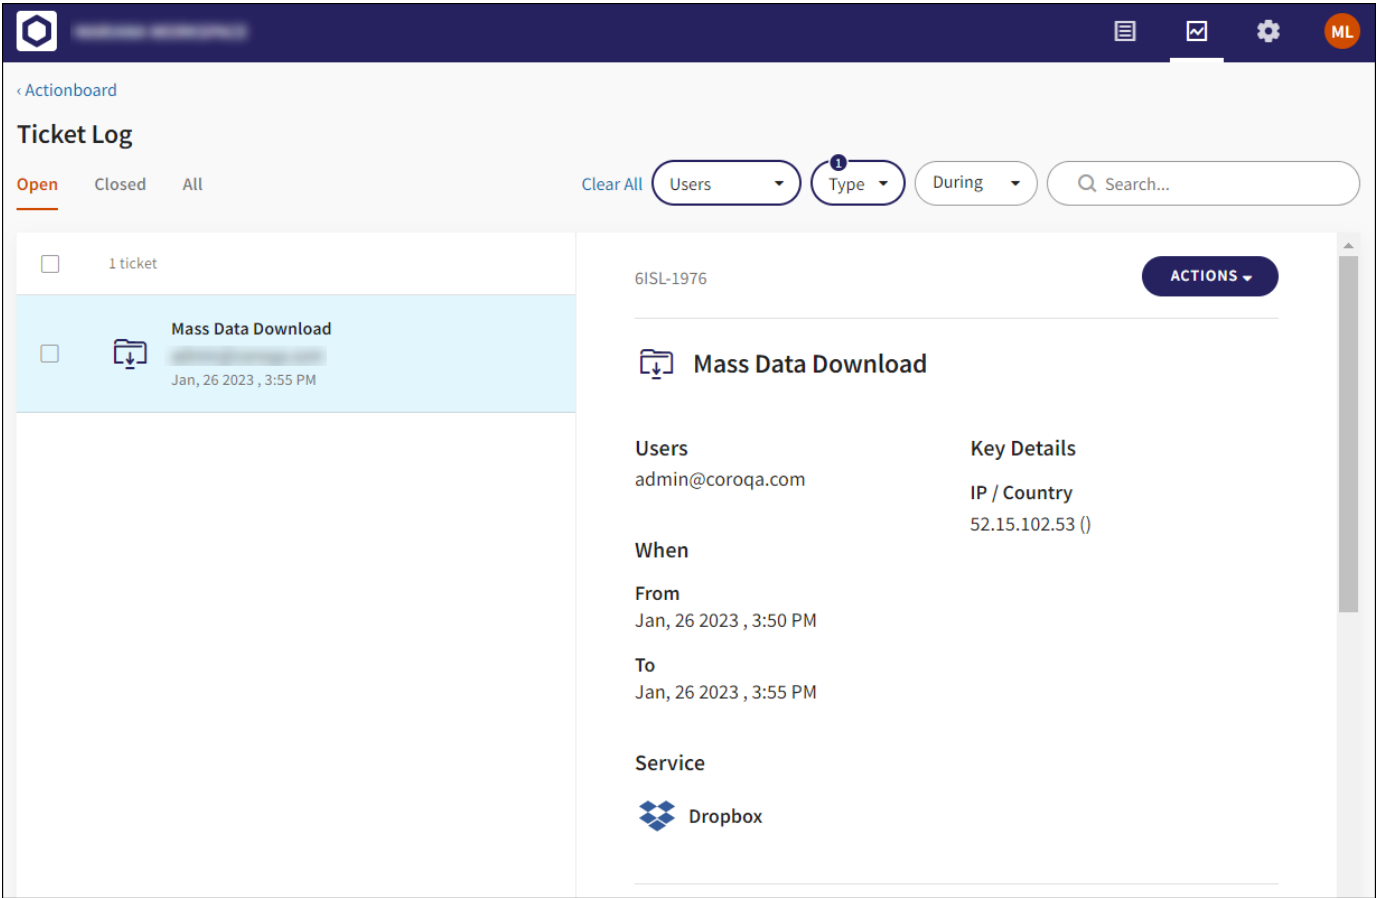 ML
‹ Actionboard
Ticket Log
Open Closed All
Clear All Users 1 Type During Search...
1 ticket
Mass Data Download
Jan, 26 2023 , 3:55 PM
6ISL-1976
ACTIONS
Mass Data Download
Users
admin@coroqa.com
When
From
Jan, 26 2023 , 3:50 PM
To
Jan, 26 2023 , 3:55 PM
Service
Dropbox
Key Details
IP / Country
52.15.102.53 ()